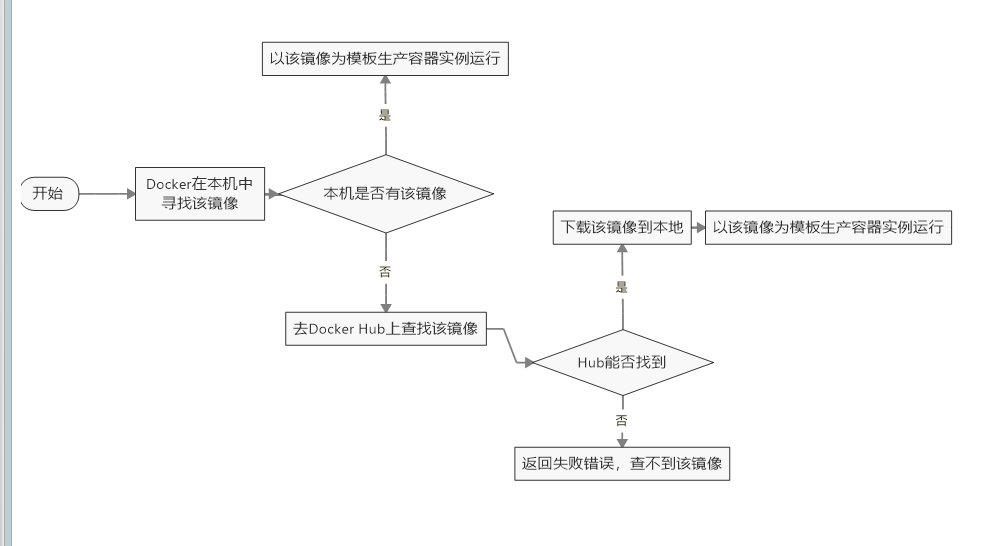 以该镜像为模板生产容器实例运行
是
开始
Docker在本机中
寻找该镜像
本机是否有该镜像
否
去Docker Hub上查找该镜像
下载该镜像到本地
以该镜像为模板生产容器实例运行
是
Hub能否找到
否
返回失败错误，查不到该镜像